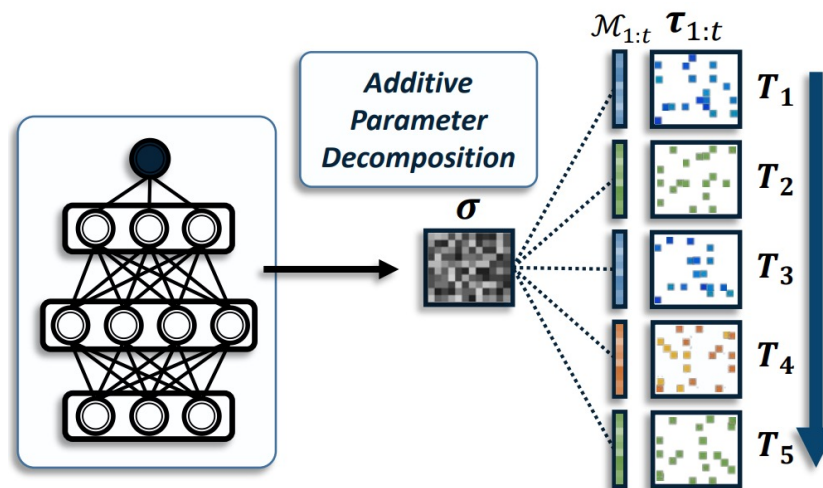 Additive
Parameter
Decomposition
σ
ℳ₁:ₜ τ₁:ₜ
T₁
T₂
T₃
T₄
T₅